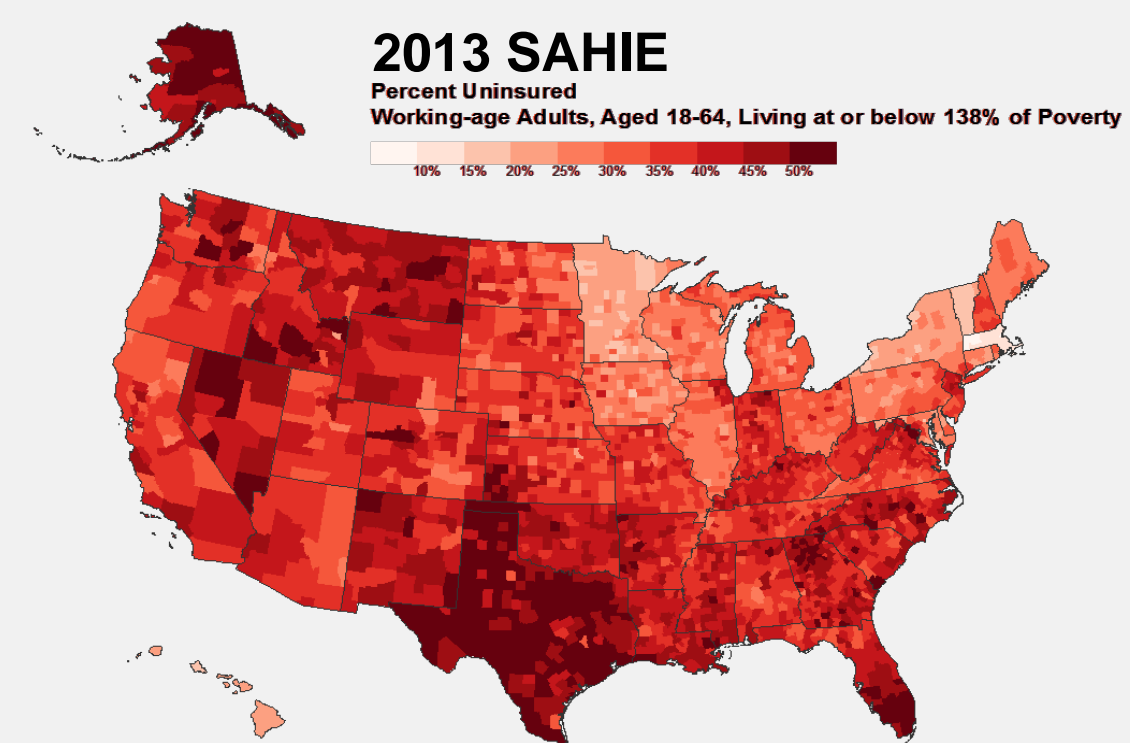 2013 SAHIE
Percent Uninsured
Working-age Adults, Aged 18-64, Living at or below 138% of Poverty
10% 15% 20% 25% 30% 35% 40% 45% 50%